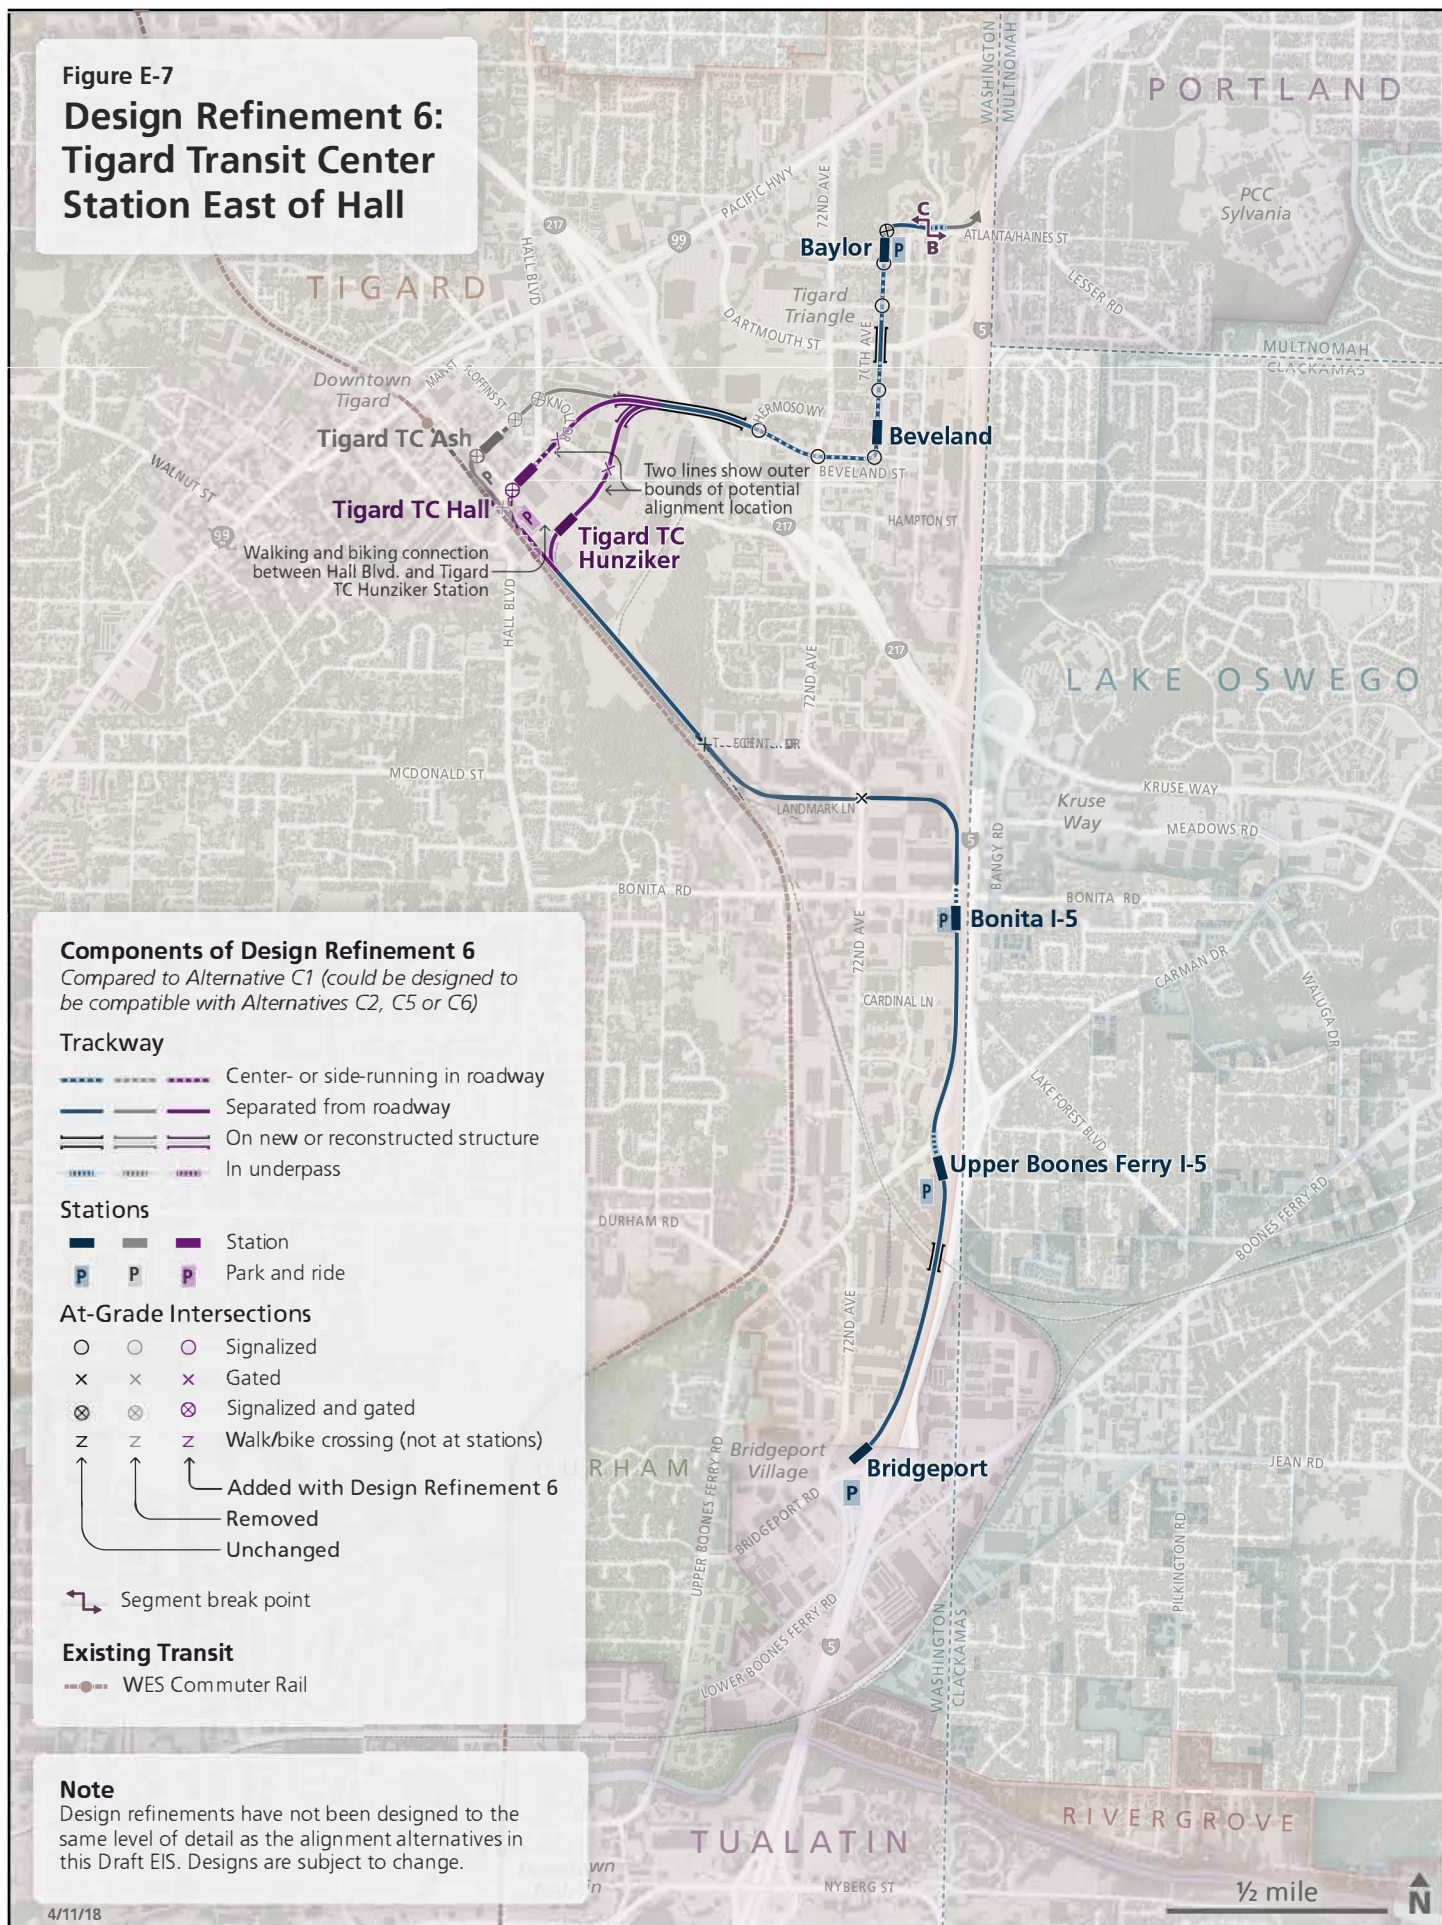 Figure E-7
Design Refinement 6:
Tigard Transit Center
Station East of Hall
WASHINGTON
MULTNOMAH
PORTLAND
PCC
Sylvania
PACIFIC HWY
72ND AVE
217
99
HALL BLVD
TIGARD
C
B
ATLANTA/HAINES ST
Baylor
P
LESSER RD
Tigard
Triangle
DARTMOUTH ST
70TH AVE
5
MULTNOMAH
CLACKAMAS
Downtown
Tigard
MAIN ST
SCOFFINS ST
KNOLL DR
HERMOSO WY
Tigard TC Ash
P
Beveland
BEVELAND ST
WALNUT ST
Two lines show outer
bounds of potential
alignment location
Tigard TC Hall
P
HAMPTON ST
217
99
Tigard TC
Hunziker
Walking and biking connection
between Hall Blvd. and Tigard
TC Hunziker Station
HALL BLVD
217
72ND AVE
LAKE OSWEGO
MCDONALD ST
LANDMARK LN
Kruse
Way
KRUSE WAY
MEADOWS RD
5
BANGY RD
BONITA RD
BONITA RD
P
Bonita I-5
72ND AVE
CARMAN DR
WALUGA DR
CARDINAL LN
LAKE FOREST BLVD
Upper Boones Ferry I-5
P
DURHAM RD
BOONES FERRY RD
72ND AVE
Bridgeport
Village
Bridgeport
P
JEAN RD
UPPER BOONES FERRY RD
BRIDGEPORT RD
PILKINGTON RD
LOWER BOONES FERRY RD
5
WASHINGTON
CLACKAMAS
RIVERGROVE
TUALATIN
NYBERG ST
Components of Design Refinement 6
Compared to Alternative C1 (could be designed to
be compatible with Alternatives C2, C5 or C6)
Trackway
Center- or side-running in roadway
Separated from roadway
On new or reconstructed structure
In underpass
Stations
Station
P P P Park and ride
At-Grade Intersections
Signalized
Gated
Signalized and gated
Walk/bike crossing (not at stations)
Added with Design Refinement 6
Removed
Unchanged
Segment break point
Existing Transit
WES Commuter Rail
Note
Design refinements have not been designed to the
same level of detail as the alignment alternatives in
this Draft EIS. Designs are subject to change.
4/11/18
½ mile
N